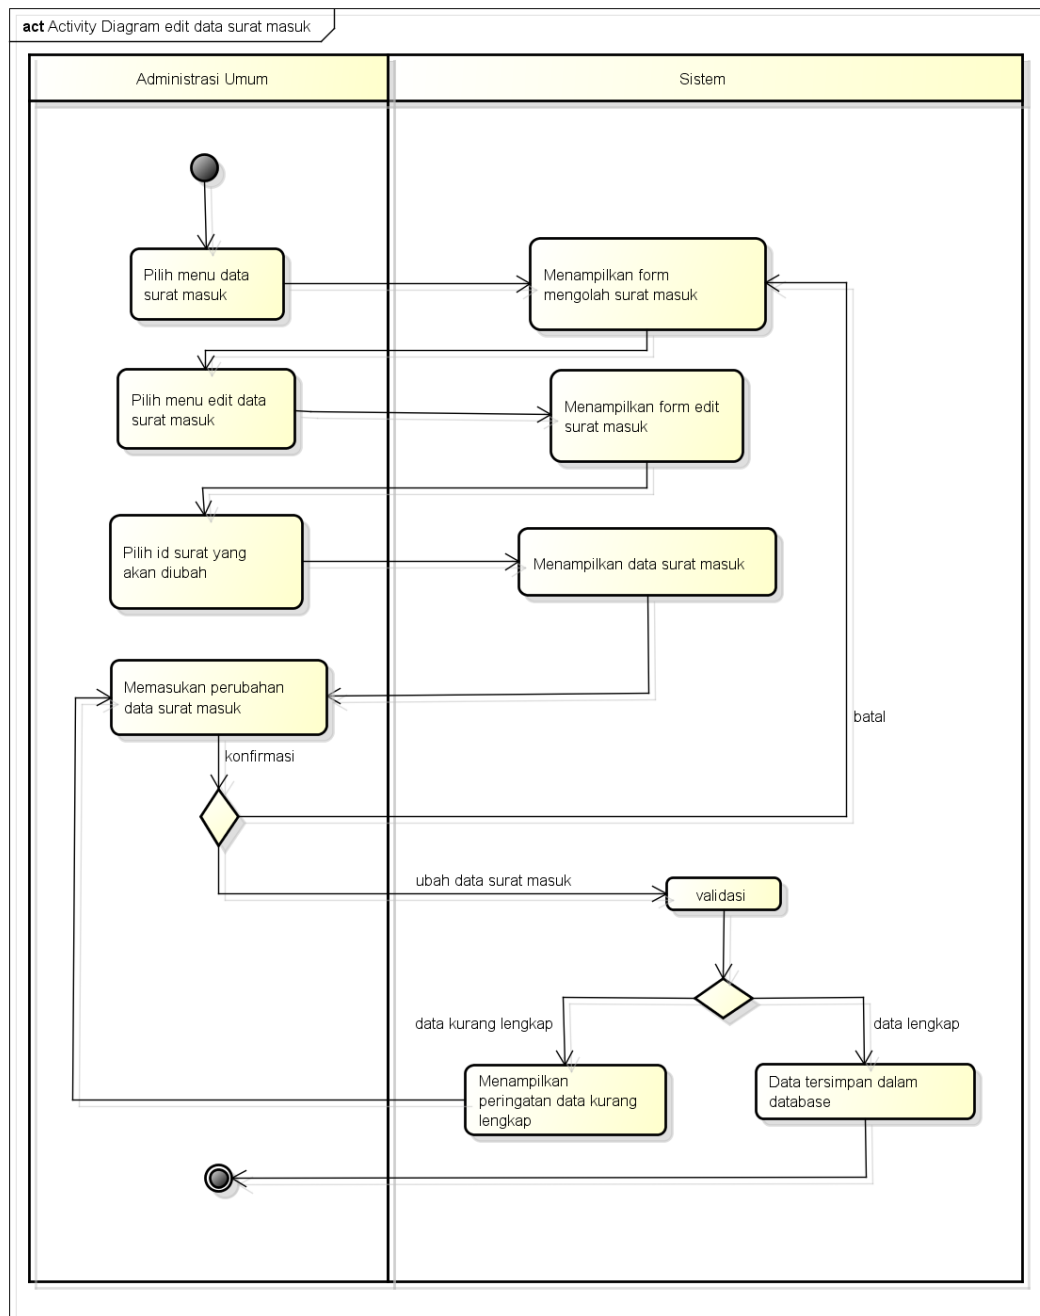 act Activity Diagram edit data surat masuk
Administrasi Umum
Sistem
Pilih menu data
surat masuk
Menampilkan form
mengolah surat masuk
Pilih menu edit data
surat masuk
Menampilkan form edit
surat masuk
Pilih id surat yang
akan diubah
Menampilkan data surat masuk
Memasukan perubahan
data surat masuk
batal
konfirmasi
ubah data surat masuk
validasi
data kurang lengkap
data lengkap
Menampilkan
peringatan data kurang
lengkap
Data tersimpan dalam
database